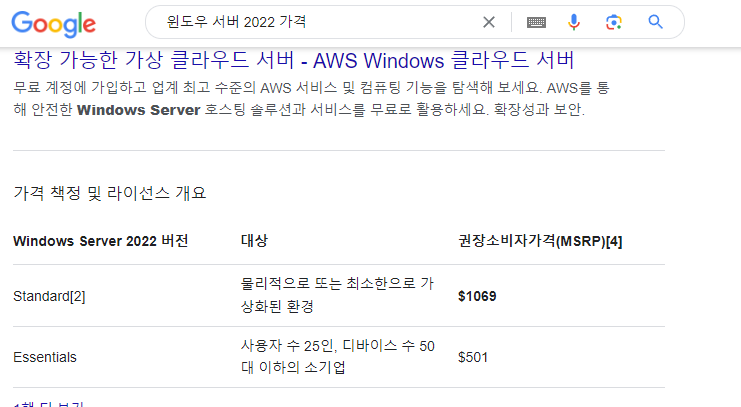 Google
윈도우 서버 2022 가격
확장 가능한 가상 클라우드 서버 - AWS Windows 클라우드 서버
무료 계정에 가입하고 업계 최고 수준의 AWS 서비스 및 컴퓨팅 기능을 탐색해 보세요. AWS를 통
해 안전한 Windows Server 호스팅 솔루션과 서비스를 무료로 활용하세요. 확장성과 보안.
가격 책정 및 라이선스 개요
Windows Server 2022 버전 대상 권장소비자가격(MSRP)[4]
Standard[2] 물리적으로 또는 최소한으로 가
상화된 환경 $1069
Essentials 사용자 수 25인, 디바이스 수 50
대 이하의 소기업 $501